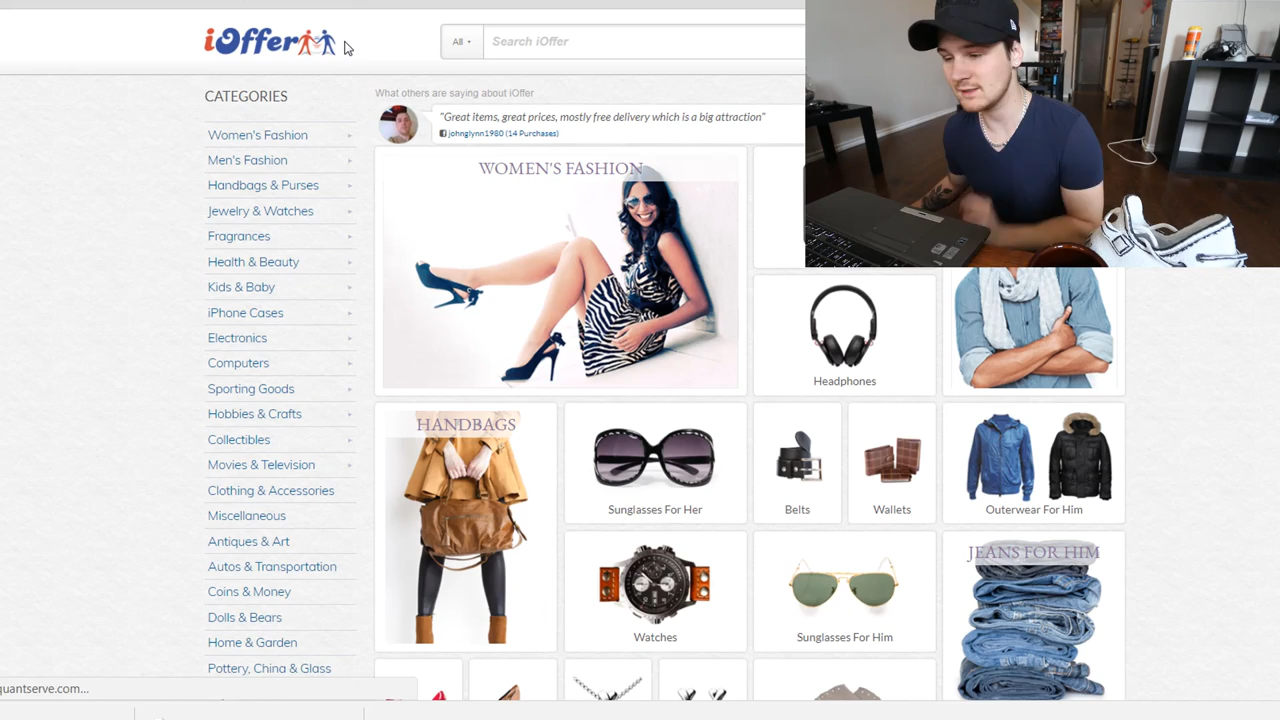 iOffer
All
Search iOffer
CATEGORIES
Women's Fashion
Men's Fashion
Handbags & Purses
Jewelry & Watches
Fragrances
Health & Beauty
Kids & Baby
iPhone Cases
Electronics
Computers
Sporting Goods
Hobbies & Crafts
Collectibles
Movies & Television
Clothing & Accessories
Miscellaneous
Antiques & Art
Autos & Transportation
Coins & Money
Dolls & Bears
Home & Garden
Pottery, China & Glass
What others are saying about iOffer
"Great items, great prices, mostly free delivery which is a big attraction"
johnglynn1980 (14 Purchases)
WOMEN'S FASHION
Headphones
HANDBAGS
Sunglasses For Her
Belts
Wallets
Outerwear For Him
Watches
Sunglasses For Him
JEANS FOR HIM
quantserve.com...